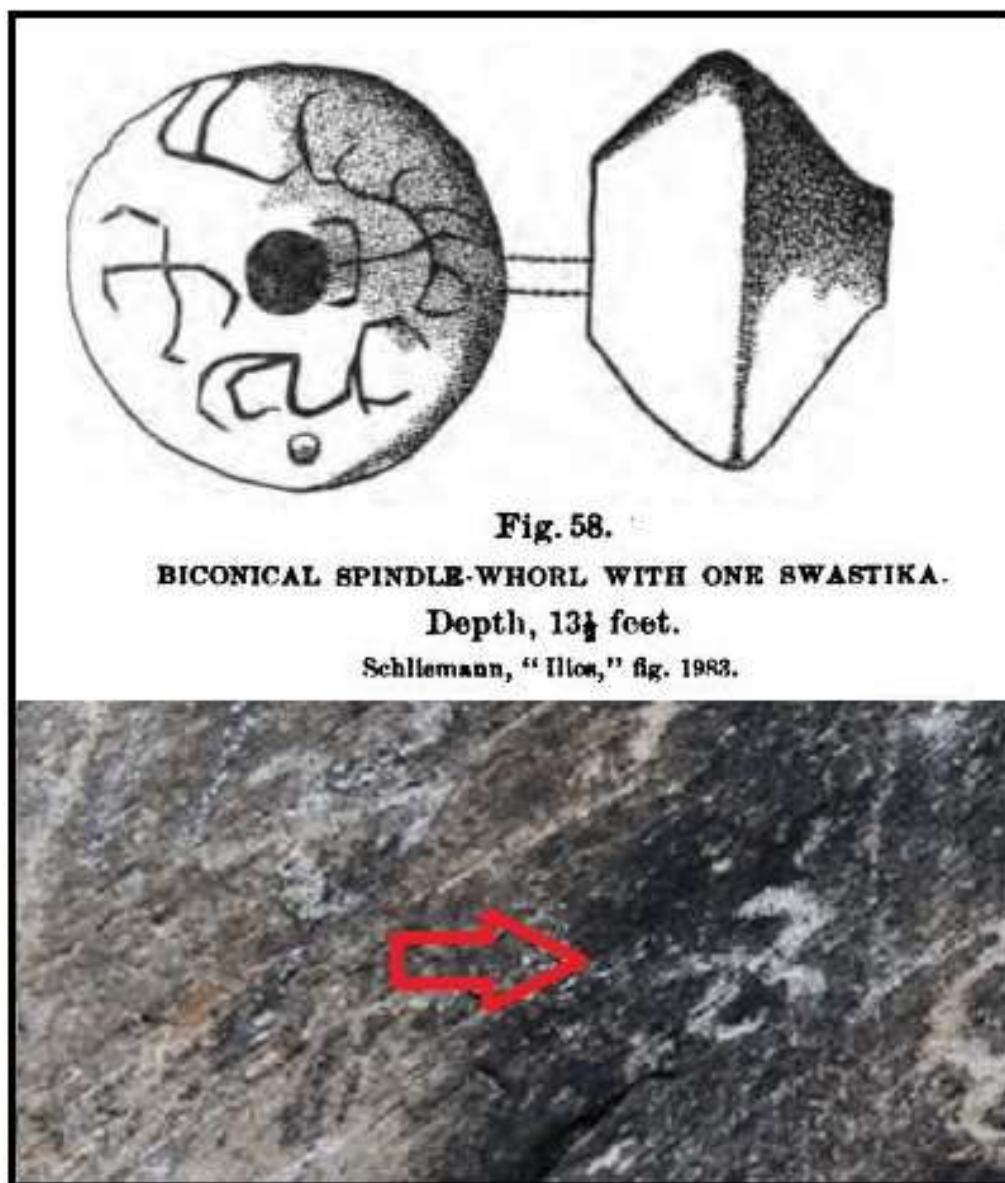 Fig. 58.
BICONICAL SPINDLE-WHORL WITH ONE SWASTIKA.
Depth, 13½ feet.
Schliemann, “Ilios,” fig. 1983.